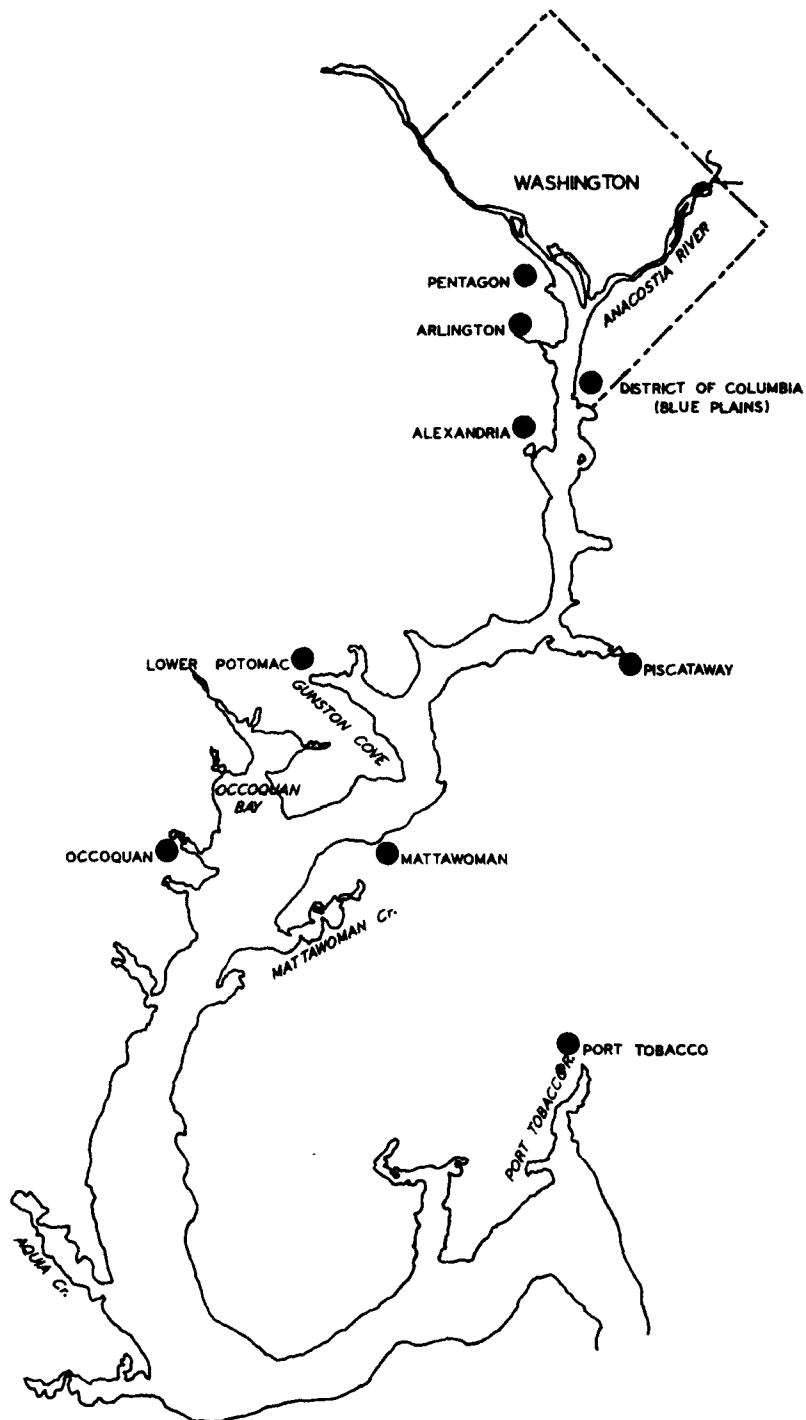 WASHINGTON
ANACOSTIA RIVER
PENTAGON
ARLINGTON
DISTRICT OF COLUMBIA
(BLUE PLAINS)
ALEXANDRIA
LOWER POTOMAC
PISCATAWAY
GUNSTON COVE
OCCOQUAN
BAY
OCCOQUAN
MATTAWOMAN
MATTAWOMAN Cr.
PORT TOBACCO
PORT TOBACCO R.
AQUIA Cr.